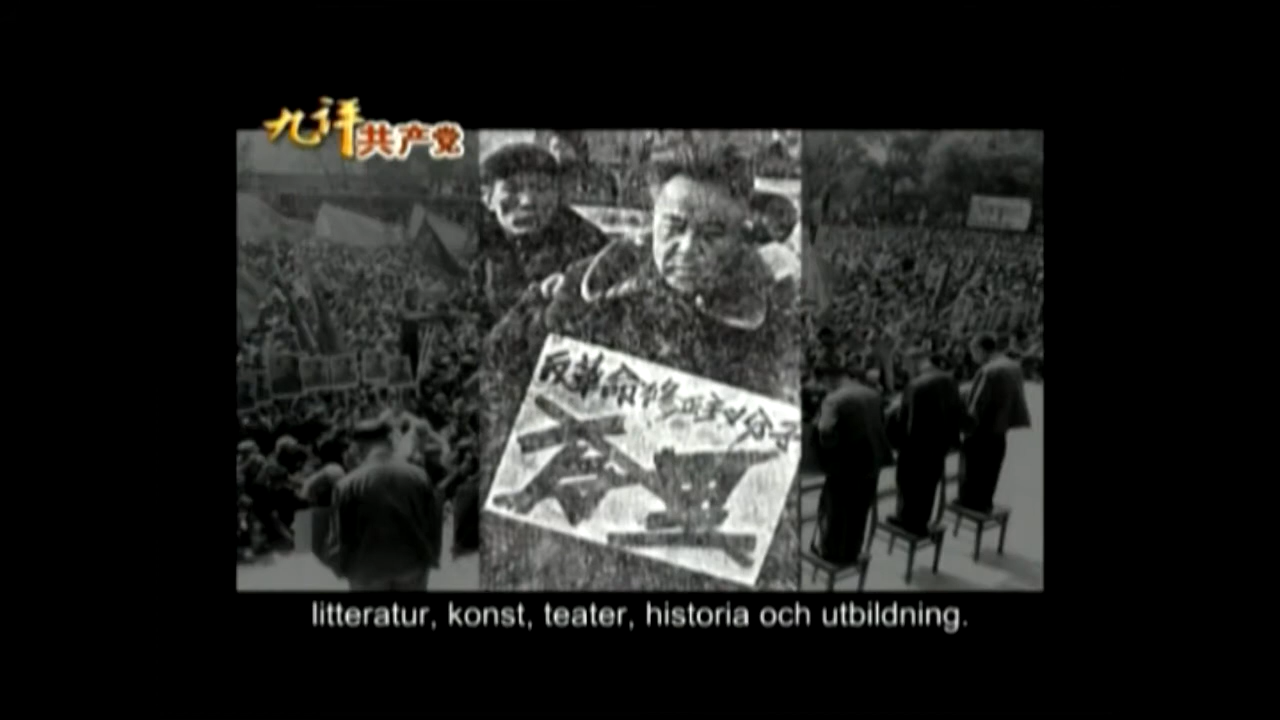 九评
共产党
反革命修正主义分子
litteratur, konst, teater, historia och utbildning.